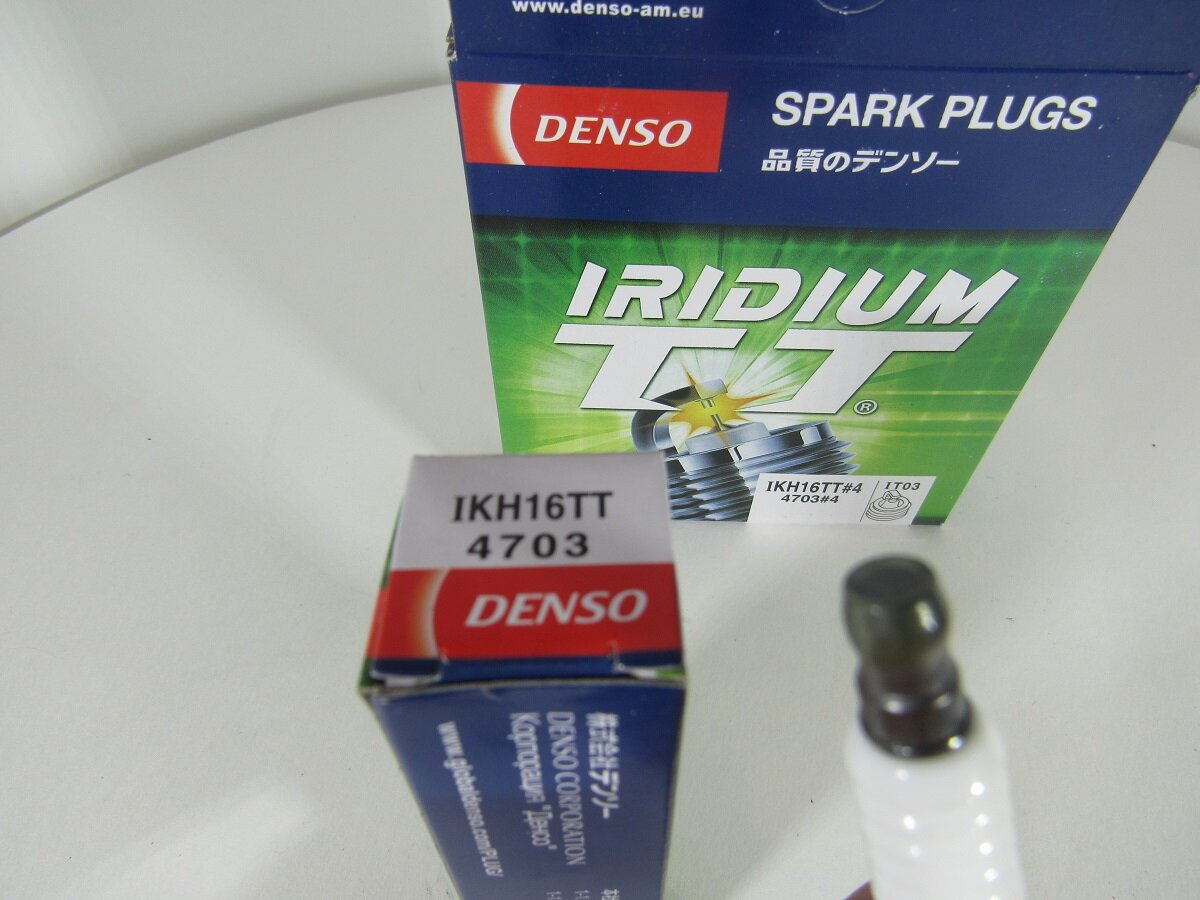 www.denso-am.eu
DENSO
SPARK PLUGS
品質のデンソー
IRIDIUM
TT®
IKH16TT#4
4703#4
IT03
IKH16TT
4703
DENSO
株式会社デンソー
DENSO CORPORATION
Корпорация "Денсо"
www.globaldenso.com/PLUG/